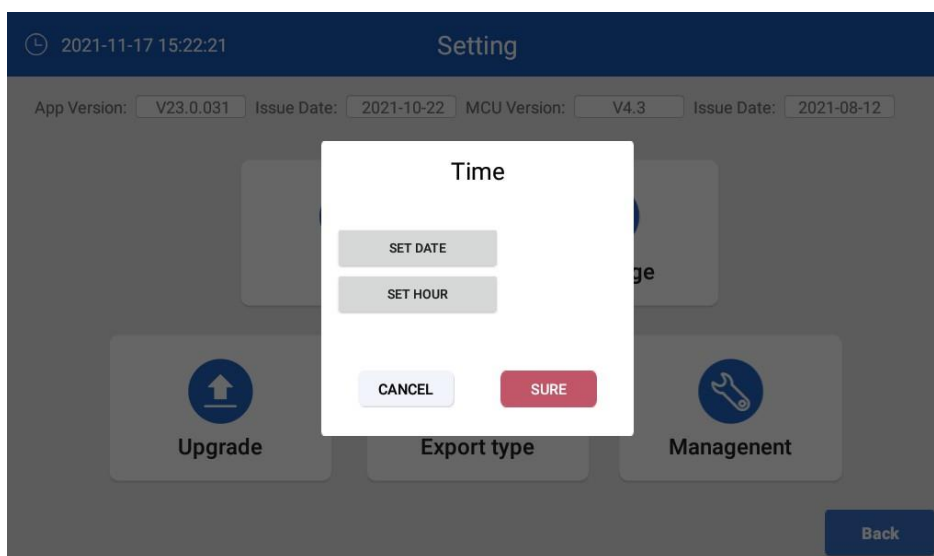 2021-11-17 15:22:21 Setting
App Version: V23.0.031 Issue Date: 2021-10-22 MCU Version: V4.3 Issue Date: 2021-08-12
Time
SET DATE
SET HOUR
CANCEL SURE
Upgrade Export type Managenent
Back